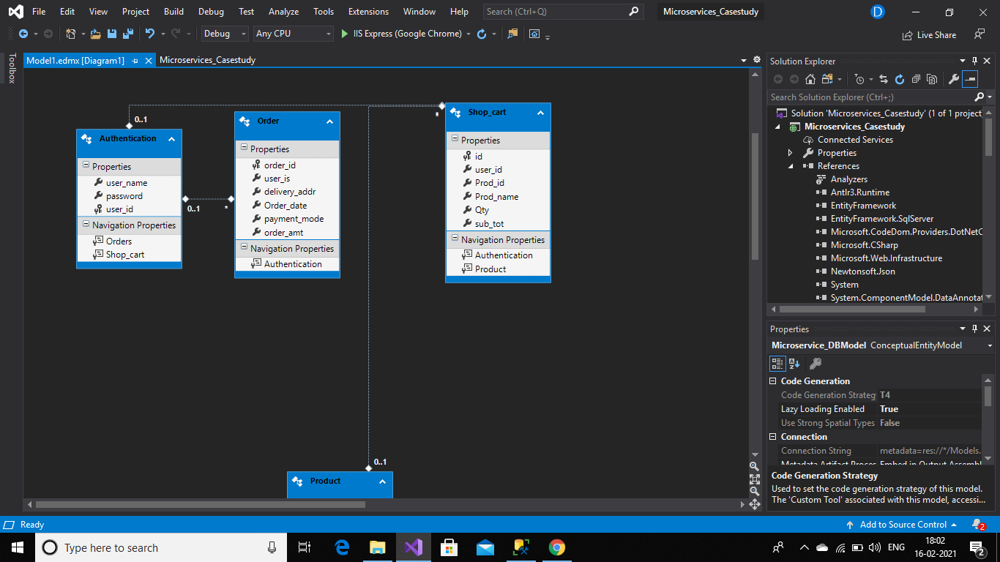 File Edit View Project Build Debug Test Analyze Tools Extensions Window Help Search (Ctrl+Q) Microservices_Casestudy D
Debug Any CPU IIS Express (Google Chrome) Live Share
Toolbox
Model1.edmx [Diagram1] Microservices_Casestudy
0..1
*
Authentication
Properties
user_name
password
user_id
Navigation Properties
Orders
Shop_cart
0..1 *
Order
Properties
order_id
user_is
delivery_addr
Order_date
payment_mode
order_amt
Navigation Properties
Authentication
Shop_cart
Properties
id
user_id
Prod_id
Prod_name
Qty
sub_tot
Navigation Properties
Authentication
Product
0..1
Product
Solution Explorer
Search Solution Explorer (Ctrl+;)
Solution 'Microservices_Casestudy' (1 of 1 project
Microservices_Casestudy
Connected Services
Properties
References
Analyzers
Antlr3.Runtime
EntityFramework
EntityFramework.SqlServer
Microsoft.CodeDom.Providers.DotNetC
Microsoft.CSharp
Microsoft.Web.Infrastructure
Newtonsoft.Json
System
System.ComponentModel.DataAnnotat
Properties
Microservice_DBModel ConceptualEntityModel
Code Generation
Code Generation Strateg T4
Lazy Loading Enabled True
Use Strong Spatial Types False
Connection
Connection String metadata=res://*/Models.
Metadata Artifact Proces Embed in Output Assembl
Code Generation Strategy
Used to set the code generation strategy of this model.
The 'Custom Tool' associated with this model, accessi...
Ready Add to Source Control 2
Type here to search ENG 18:02
16-02-2021 2